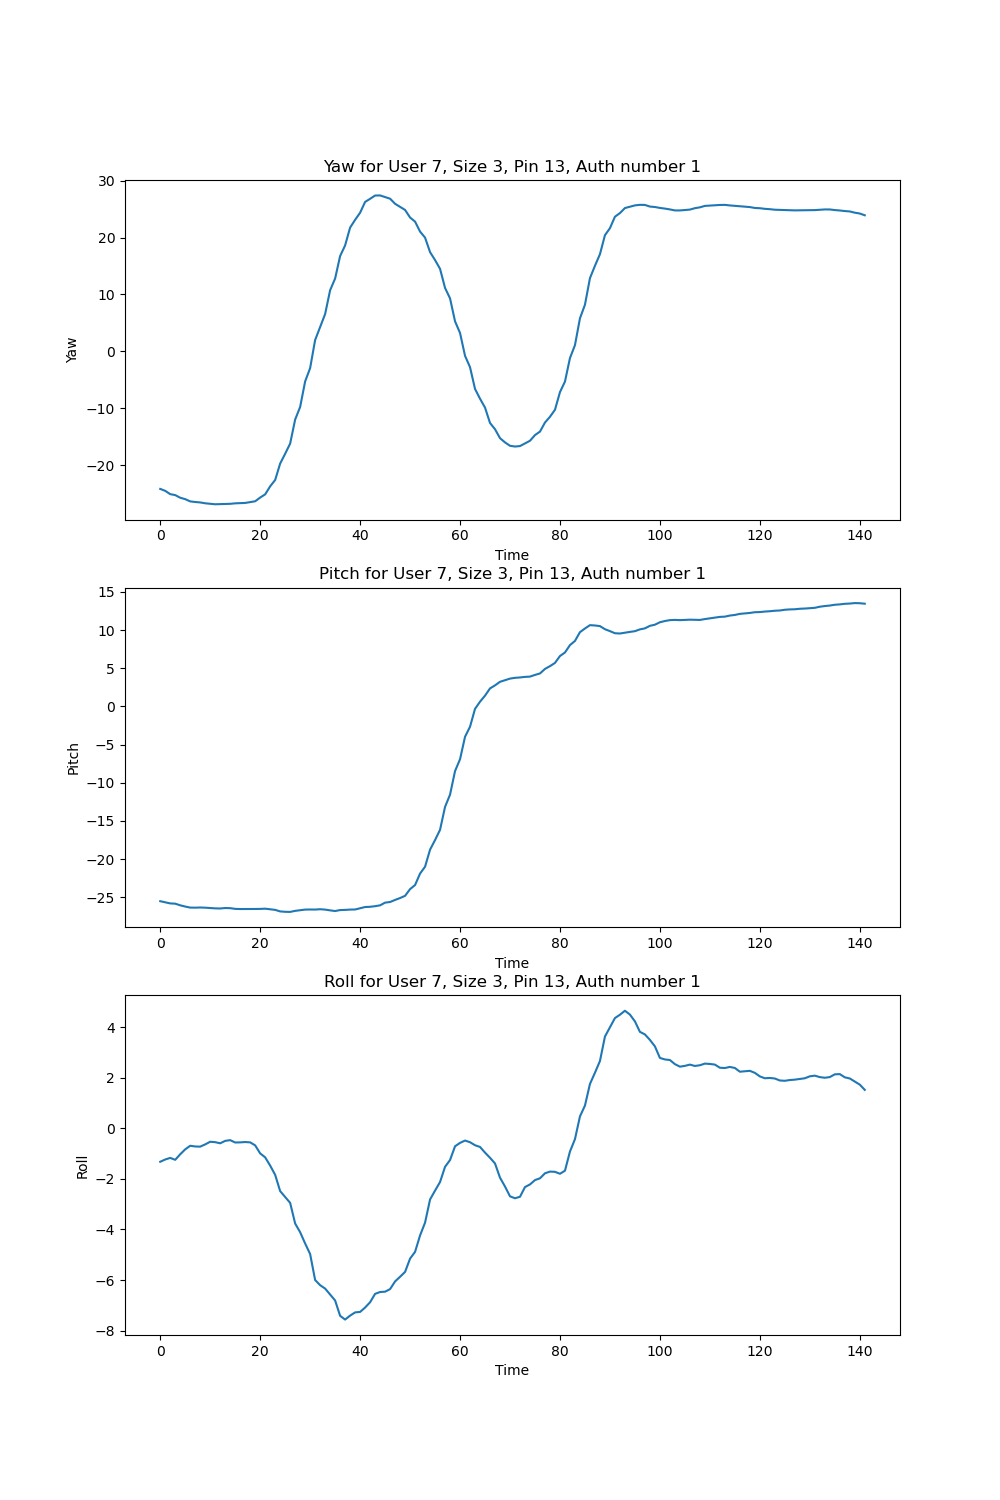 Yaw for User 7, Size 3, Pin 13, Auth number 1
30
20
10
0
−10
−20
Yaw
0 20 40 60 80 100 120 140
Time
Pitch for User 7, Size 3, Pin 13, Auth number 1
15
10
5
0
−5
−10
−15
−20
−25
Pitch
0 20 40 60 80 100 120 140
Time
Roll for User 7, Size 3, Pin 13, Auth number 1
4
2
0
−2
−4
−6
−8
Roll
0 20 40 60 80 100 120 140
Time